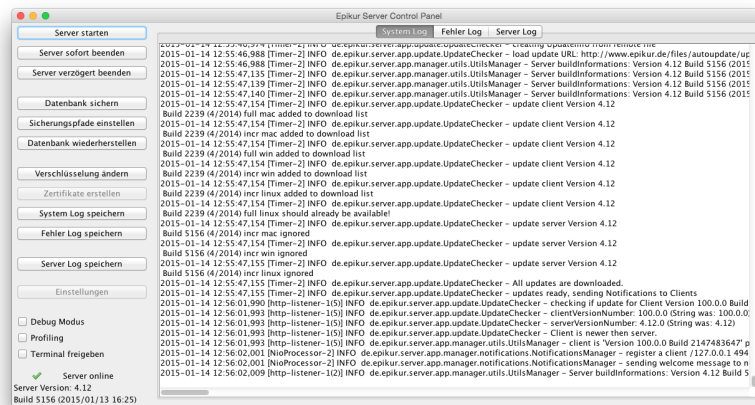 Epikur Server Control Panel
System Log Fehler Log Server Log
Server starten
Server sofort beenden
Server verzögert beenden
Datenbank sichern
Sicherungspfade einstellen
Datenbank wiederherstellen
Verschlüsselung ändern
Zertifikate erstellen
System Log speichern
Fehler Log speichern
Server Log speichern
Einstellungen
Debug Modus
Profiling
Terminal freigeben
Server online
Server Version: 4.12
Build 5156 (2015/01/13 16:25)
2015-01-14 12:55:46,974 [Timer-2] INFO de.epikur.server.app.update.UpdateChecker - creating UpdateInfo from remote file
2015-01-14 12:55:46,988 [Timer-2] INFO de.epikur.server.app.update.UpdateChecker - load update URL: http://www.epikur.de/files/autoupdate/up
2015-01-14 12:55:46,988 [Timer-2] INFO de.epikur.server.app.manager.utils.UtilsManager - Server buildInformations: Version 4.12 Build 5156 (2015
2015-01-14 12:55:47,135 [Timer-2] INFO de.epikur.server.app.manager.utils.UtilsManager - Server buildInformations: Version 4.12 Build 5156 (2015
2015-01-14 12:55:47,139 [Timer-2] INFO de.epikur.server.app.manager.utils.UtilsManager - Server buildInformations: Version 4.12 Build 5156 (2015
2015-01-14 12:55:47,140 [Timer-2] INFO de.epikur.server.app.manager.utils.UtilsManager - Server buildInformations: Version 4.12 Build 5156 (2015
2015-01-14 12:55:47,154 [Timer-2] INFO de.epikur.server.app.update.UpdateChecker - update client Version 4.12
Build 2239 (4/2014) full mac added to download list
2015-01-14 12:55:47,154 [Timer-2] INFO de.epikur.server.app.update.UpdateChecker - update client Version 4.12
Build 2239 (4/2014) incr mac added to download list
2015-01-14 12:55:47,154 [Timer-2] INFO de.epikur.server.app.update.UpdateChecker - update client Version 4.12
Build 2239 (4/2014) full win added to download list
2015-01-14 12:55:47,154 [Timer-2] INFO de.epikur.server.app.update.UpdateChecker - update client Version 4.12
Build 2239 (4/2014) incr win added to download list
2015-01-14 12:55:47,154 [Timer-2] INFO de.epikur.server.app.update.UpdateChecker - update client Version 4.12
Build 2239 (4/2014) incr linux added to download list
2015-01-14 12:55:47,154 [Timer-2] INFO de.epikur.server.app.update.UpdateChecker - update client Version 4.12
Build 2239 (4/2014) full linux should already be available!
2015-01-14 12:55:47,154 [Timer-2] INFO de.epikur.server.app.update.UpdateChecker - update server Version 4.12
Build 5156 (4/2014) incr mac ignored
2015-01-14 12:55:47,155 [Timer-2] INFO de.epikur.server.app.update.UpdateChecker - update server Version 4.12
Build 5156 (4/2014) incr win ignored
2015-01-14 12:55:47,155 [Timer-2] INFO de.epikur.server.app.update.UpdateChecker - update server Version 4.12
Build 5156 (4/2014) incr linux ignored
2015-01-14 12:55:47,155 [Timer-2] INFO de.epikur.server.app.update.UpdateChecker - All updates are downloaded.
2015-01-14 12:55:47,155 [Timer-2] INFO de.epikur.server.app.update.UpdateChecker - updates ready, sending Notifications to Clients
2015-01-14 12:56:01,990 [http-listener-1(5)] INFO de.epikur.server.app.update.UpdateChecker - checking if update for Client Version 100.0.0 Build
2015-01-14 12:56:01,993 [http-listener-1(5)] INFO de.epikur.server.app.update.UpdateChecker - clientVersionNumber: 100.0.0 (String was: 100.0.0)
2015-01-14 12:56:01,993 [http-listener-1(5)] INFO de.epikur.server.app.update.UpdateChecker - serverVersionNumber: 4.12.0 (String was: 4.12)
2015-01-14 12:56:01,993 [http-listener-1(5)] INFO de.epikur.server.app.update.UpdateChecker - Client is newer then server.
2015-01-14 12:56:01,993 [http-listener-1(5)] INFO de.epikur.server.app.manager.utils.UtilsManager - client is 'Version 100.0.0 Build 2147483647' p
2015-01-14 12:56:02,001 [NioProcessor-2] INFO de.epikur.server.app.manager.notifications.NotificationsManager - register a client /127.0.0.1 494
2015-01-14 12:56:02,001 [NioProcessor-2] INFO de.epikur.server.app.manager.notifications.NotificationsManager - sending welcome message to n
2015-01-14 12:56:02,009 [http-listener-1(2)] INFO de.epikur.server.app.manager.utils.UtilsManager - Server buildInformations: Version 4.12 Build 5